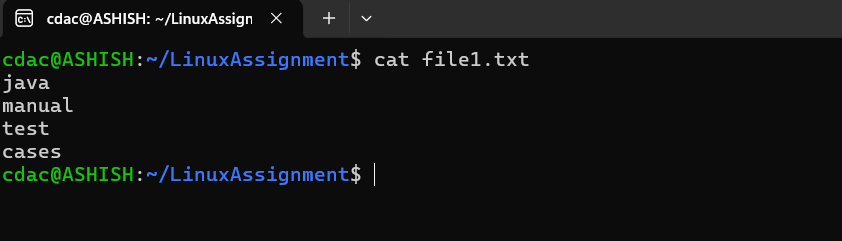 cdac@ASHISH: ~/LinuxAssign
cdac@ASHISH:~/LinuxAssignment$ cat file1.txt
java
manual
test
cases
cdac@ASHISH:~/LinuxAssignment$